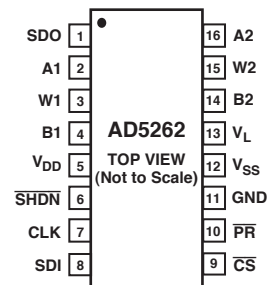 SDO 1
A1 2
W1 3
B1 4
VDD 5
SHDN 6
CLK 7
SDI 8
AD5262
TOP VIEW
(Not to Scale)
16 A2
15 W2
14 B2
13 VL
12 VSS
11 GND
10 PR
9 CS